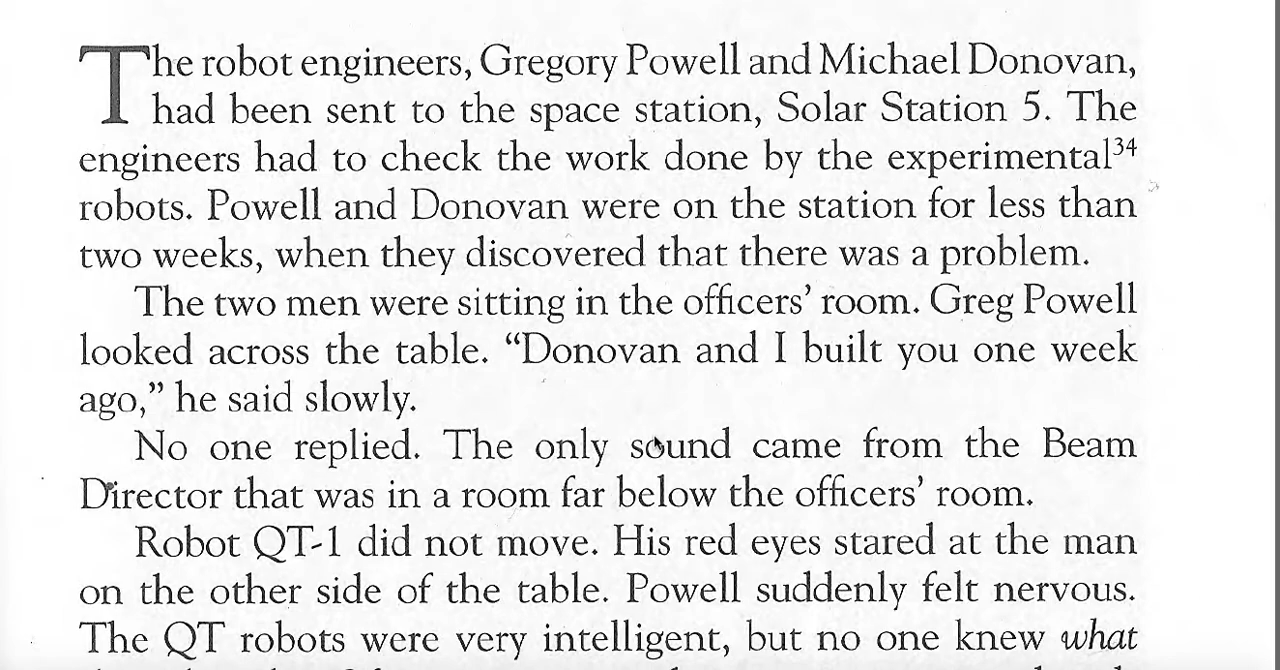 The robot engineers, Gregory Powell and Michael Donovan,
had been sent to the space station, Solar Station 5. The
engineers had to check the work done by the experimental³⁴
robots. Powell and Donovan were on the station for less than
two weeks, when they discovered that there was a problem.
The two men were sitting in the officers’ room. Greg Powell
looked across the table. “Donovan and I built you one week
ago,” he said slowly.
No one replied. The only sound came from the Beam
Director that was in a room far below the officers’ room.
Robot QT-1 did not move. His red eyes stared at the man
on the other side of the table. Powell suddenly felt nervous.
The QT robots were very intelligent, but no one knew what